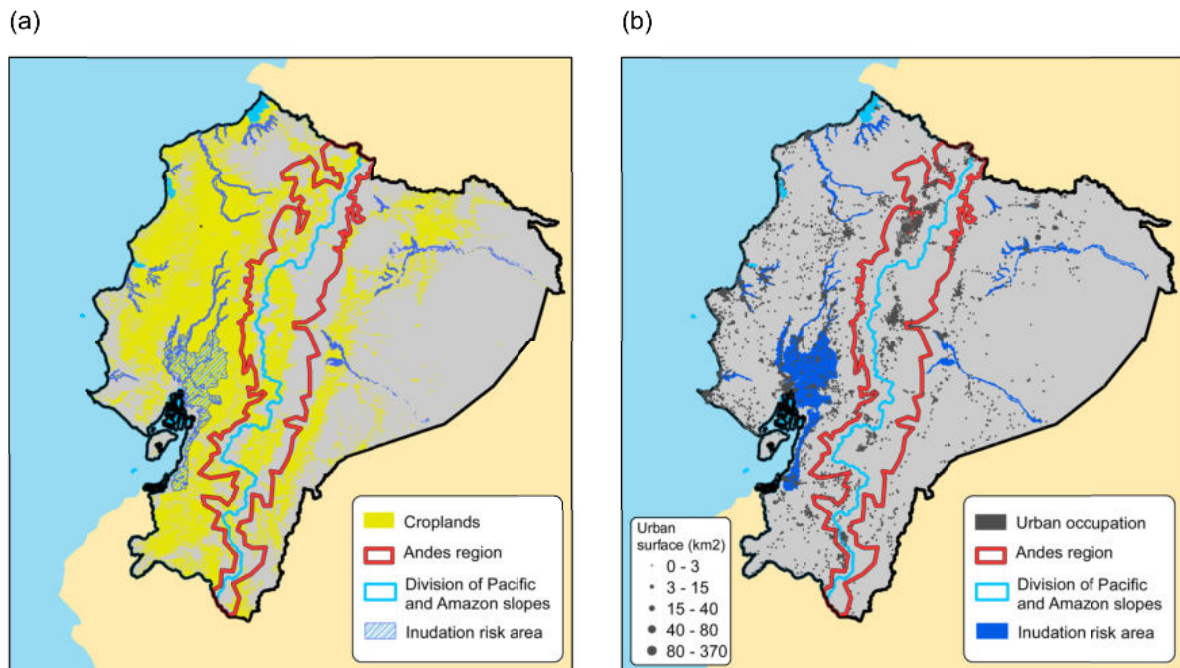 (a)
(b)
Croplands
Andes region
Division of Pacific
and Amazon slopes
Inudation risk area
Urban
surface (km2)
0 - 3
3 - 15
15 - 40
40 - 80
80 - 370
Urban occupation
Andes region
Division of Pacific
and Amazon slopes
Inudation risk area